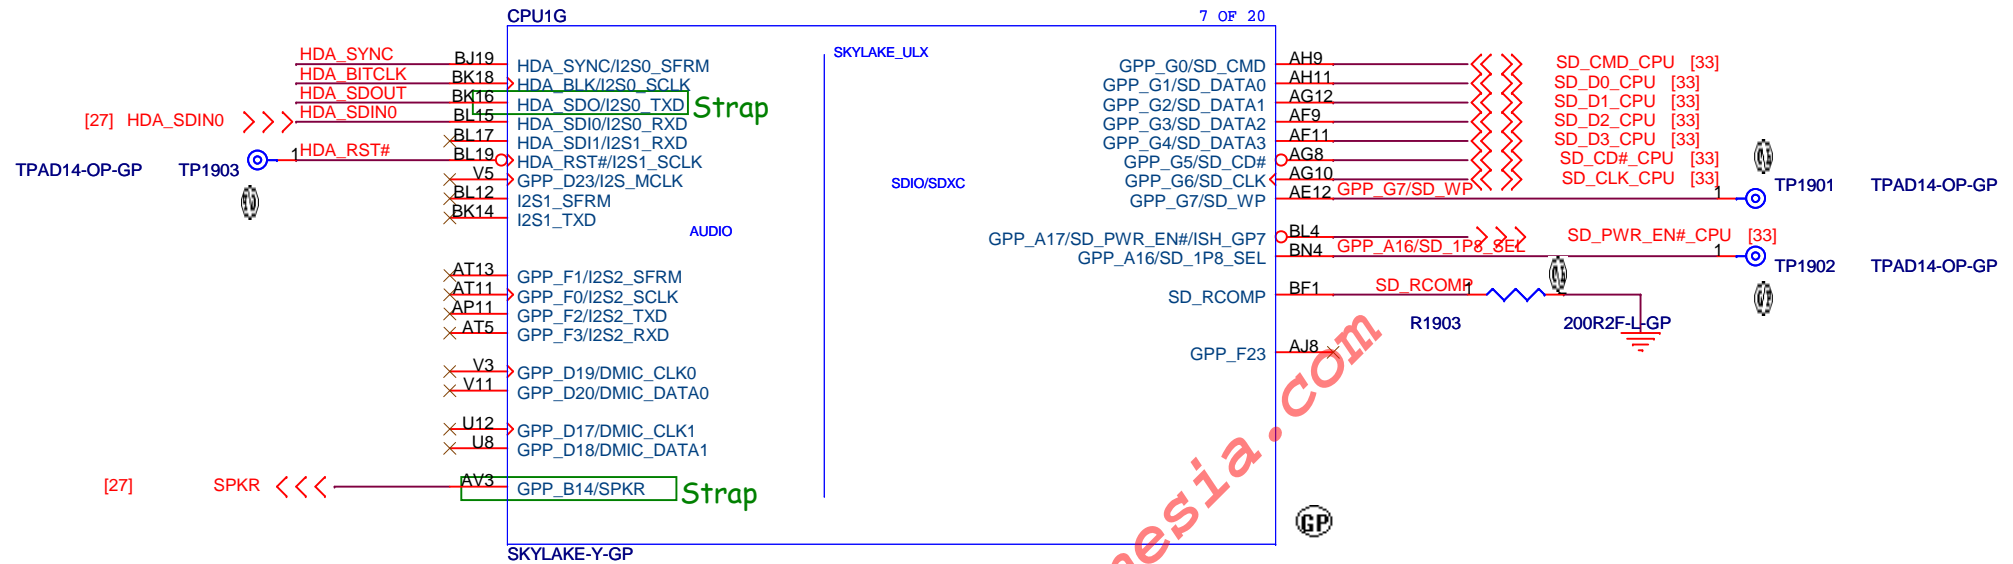 CPU1G 7 OF 20
HDA_SYNC BJ19 HDA_SYNC/I2S0_SFRM SKYLAKE_ULX GPP_G0/SD_CMD AH9 SD_CMD_CPU [33]
HDA_BITCLK BK18 HDA_BLK/I2S0_SCLK GPP_G1/SD_DATA0 AH11 SD_D0_CPU [33]
HDA_SDOUT BK16 HDA_SDO/I2S0_TXD Strap GPP_G2/SD_DATA1 AG12 SD_D1_CPU [33]
[27] HDA_SDIN0 HDA_SDIN0 BL15 HDA_SDI0/I2S0_RXD GPP_G3/SD_DATA2 AF9 SD_D2_CPU [33]
BL17 HDA_SDI1/I2S1_RXD GPP_G4/SD_DATA3 AF11 SD_D3_CPU [33]
TPAD14-OP-GP TP1903 1 HDA_RST# BL19 HDA_RST#/I2S1_SCLK GPP_G5/SD_CD# AG8 SD_CD#_CPU [33]
V5 GPP_D23/I2S_MCLK SDIO/SDXC GPP_G6/SD_CLK AG10 SD_CLK_CPU [33]
BL12 I2S1_SFRM GPP_G7/SD_WP AE12 GPP_G7/SD_WP 1 TP1901 TPAD14-OP-GP
BK14 I2S1_TXD
AUDIO GPP_A17/SD_PWR_EN#/ISH_GP7 BL4 SD_PWR_EN#_CPU [33]
GPP_A16/SD_1P8_SEL BN4 GPP_A16/SD_1P8_SEL 1 TP1902 TPAD14-OP-GP
AT13 GPP_F1/I2S2_SFRM
AT11 GPP_F0/I2S2_SCLK SD_RCOMP BF1 SD_RCOMP 1
AP11 GPP_F2/I2S2_TXD R1903 200R2F-L-GP
AT5 GPP_F3/I2S2_RXD
GPP_F23 AJ8
V3 GPP_D19/DMIC_CLK0
V11 GPP_D20/DMIC_DATA0
U12 GPP_D17/DMIC_CLK1
U8 GPP_D18/DMIC_DATA1
[27] SPKR AV3 GPP_B14/SPKR Strap
GP
SKYLAKE-Y-GP
nesia.com